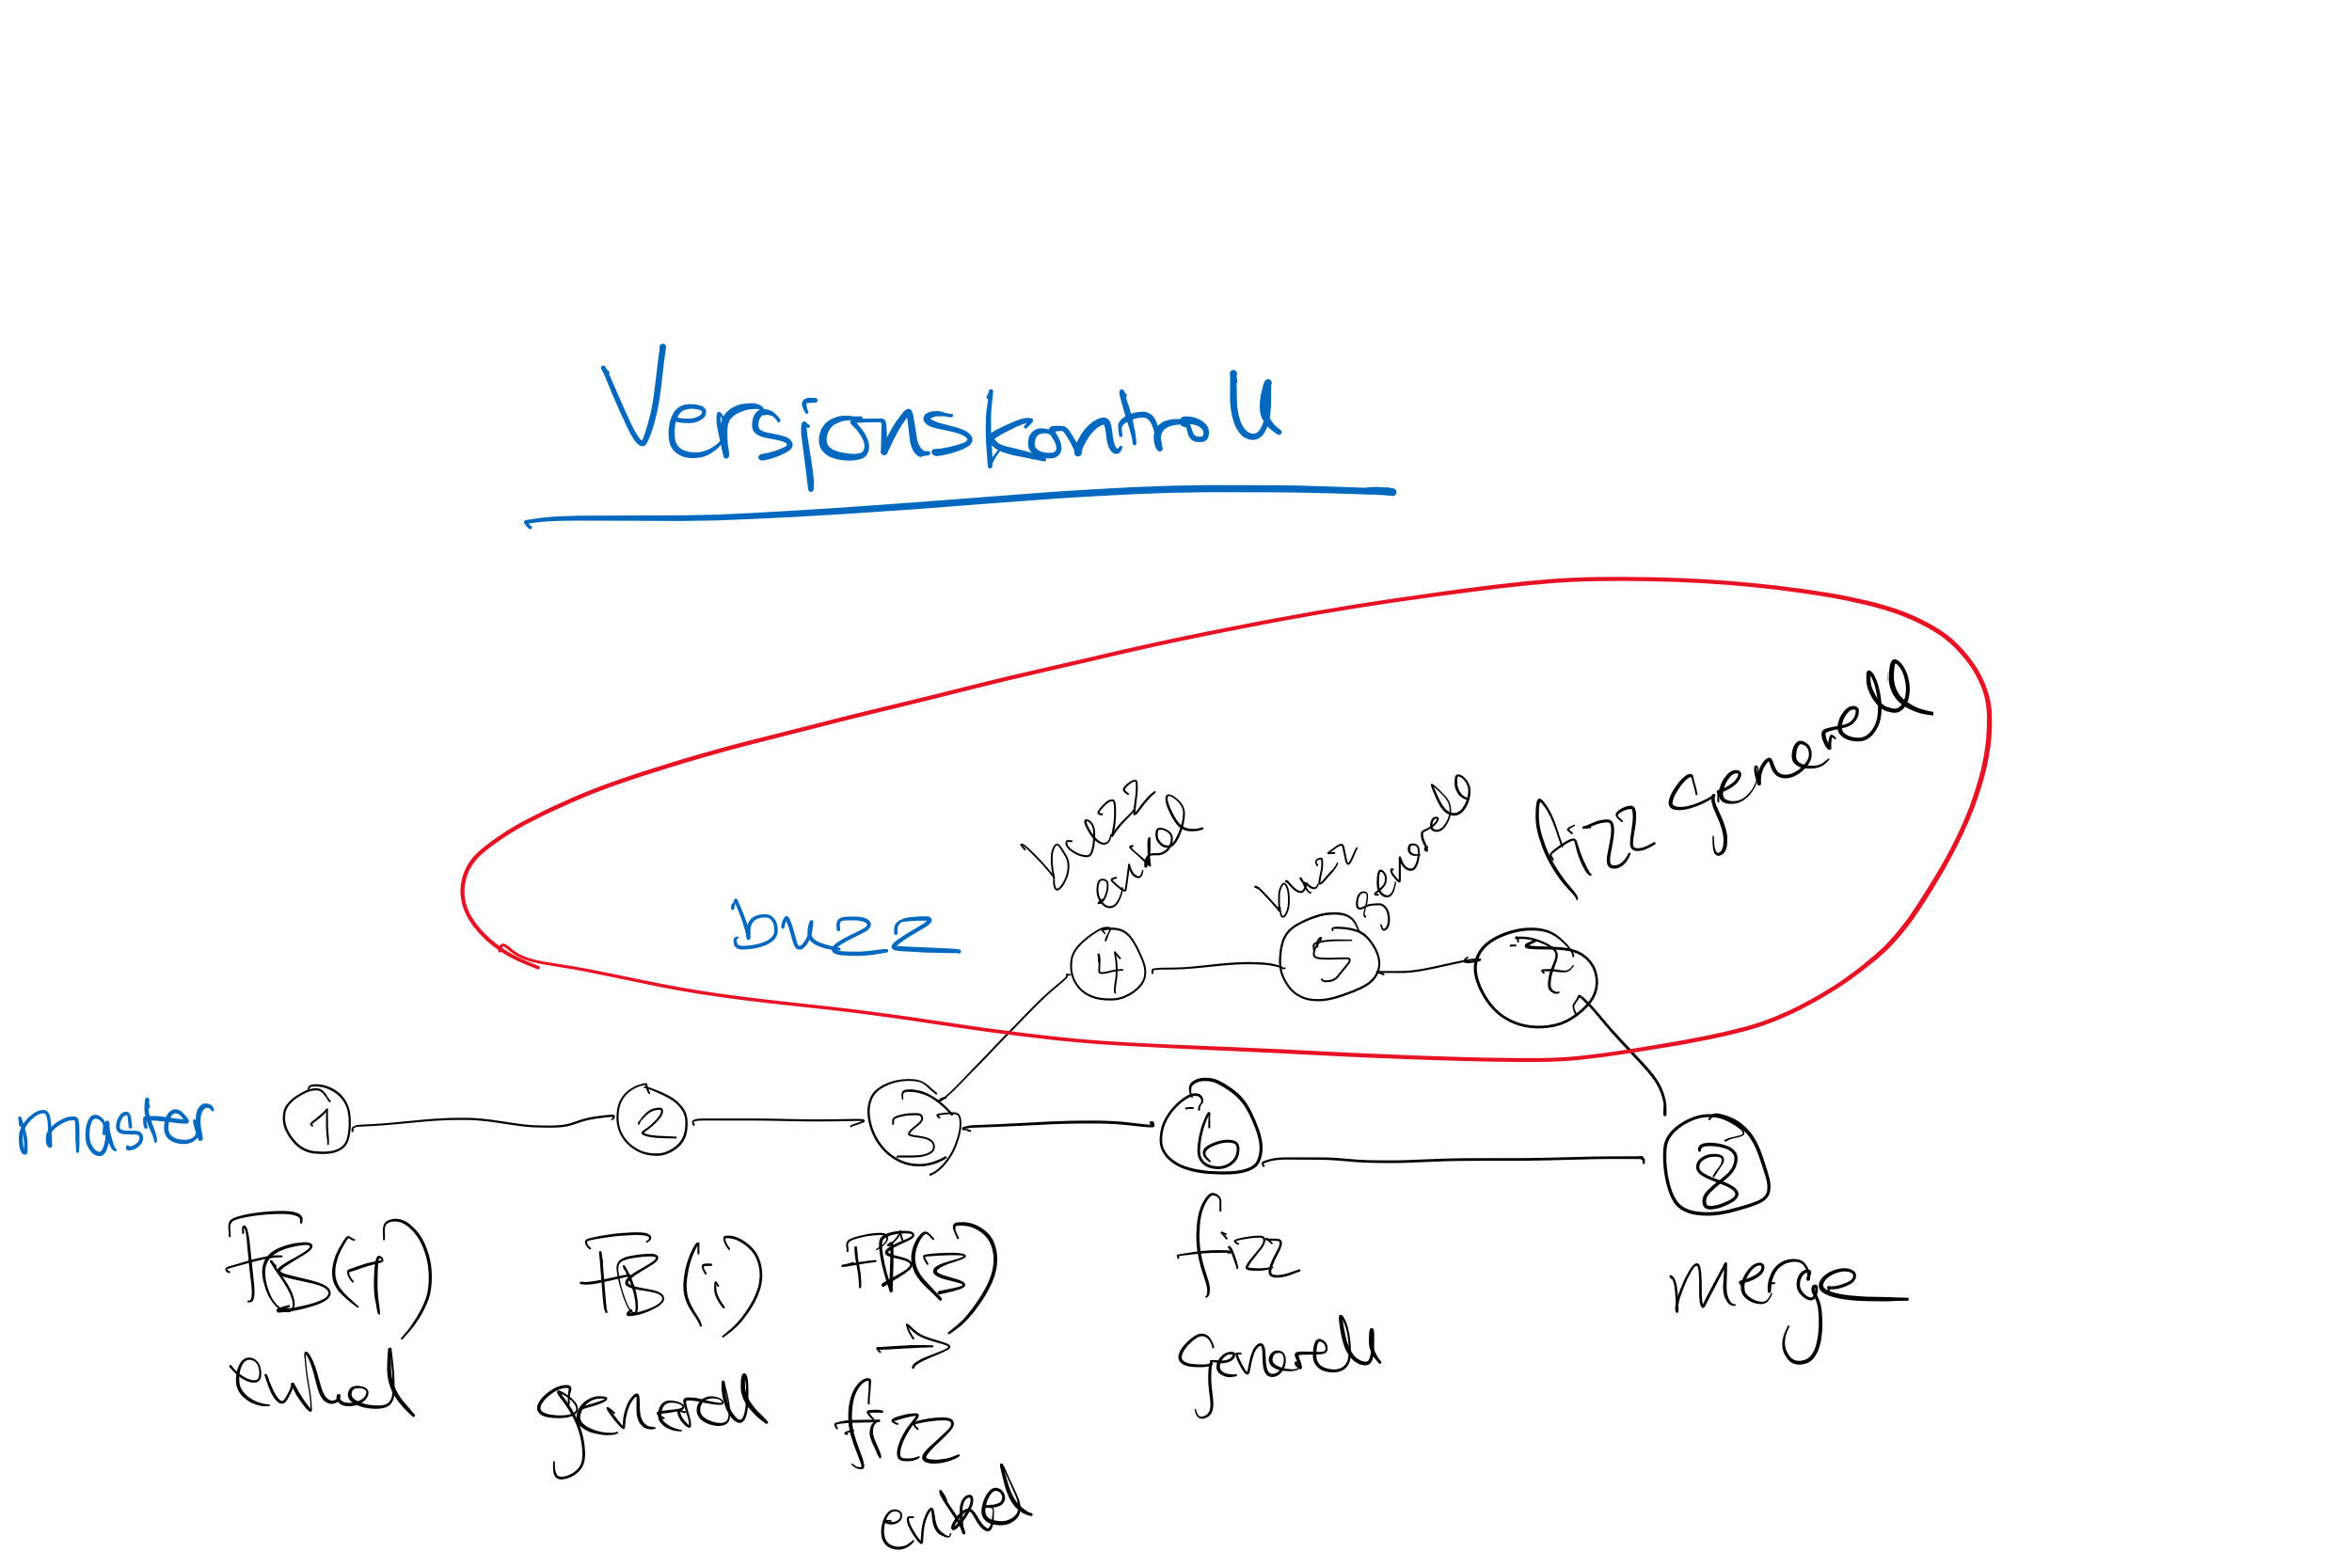 Versjonskontroll
buzz
buzz
enkel
buzz
generell
fizz generell
4
5
7
master
1
2
3
6
8
FB(1)
enkel
FB(i)
generell
FB(3)
→
fizz
enkel
fizz
generell
merge